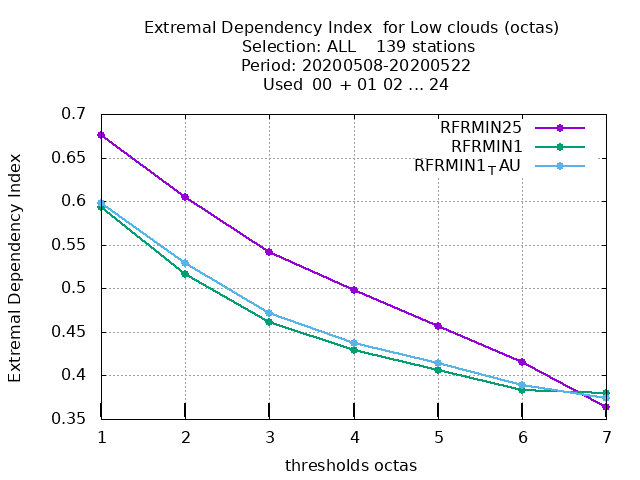 Extremal Dependency Index  for Low clouds (octas)
Selection: ALL    139 stations
Period: 20200508-20200522
Used  00 + 01 02 ... 24
Extremal Dependency Index
0.7
0.65
0.6
0.55
0.5
0.45
0.4
0.35
RFRMIN25
RFRMIN1
RFRMIN1TAU
1 2 3 4 5 6 7
thresholds octas